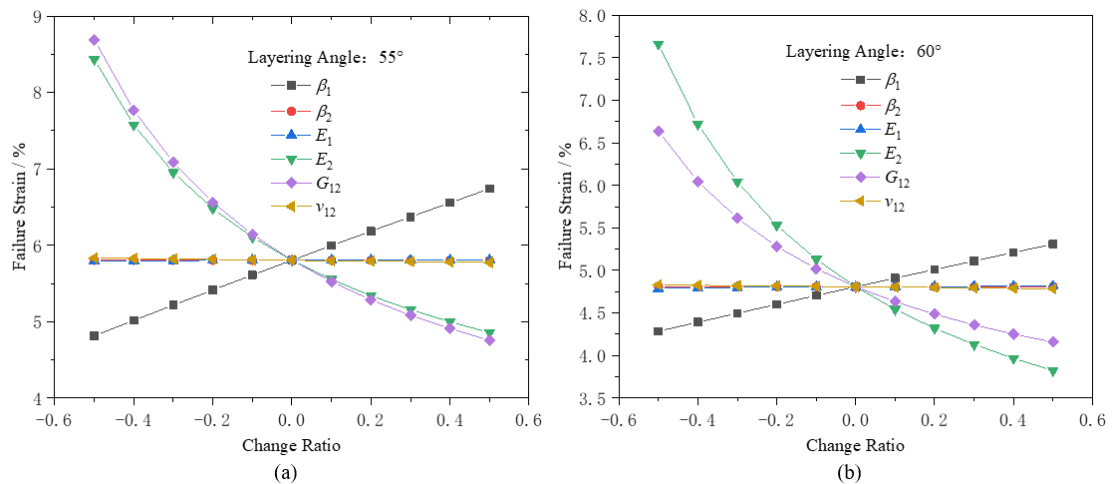 9
8
7
6
5
4
-0.6
-0.4
-0.2
0.0
0.2
0.4
0.6
Failure Strain / %
Change Ratio
Layering Angle：55°
β1
β2
E1
E2
G12
v12
(a)
8.0
7.5
7.0
6.5
6.0
5.5
5.0
4.5
4.0
3.5
-0.6
-0.4
-0.2
0.0
0.2
0.4
0.6
Failure Strain / %
Change Ratio
Layering Angle：60°
β1
β2
E1
E2
G12
v12
(b)